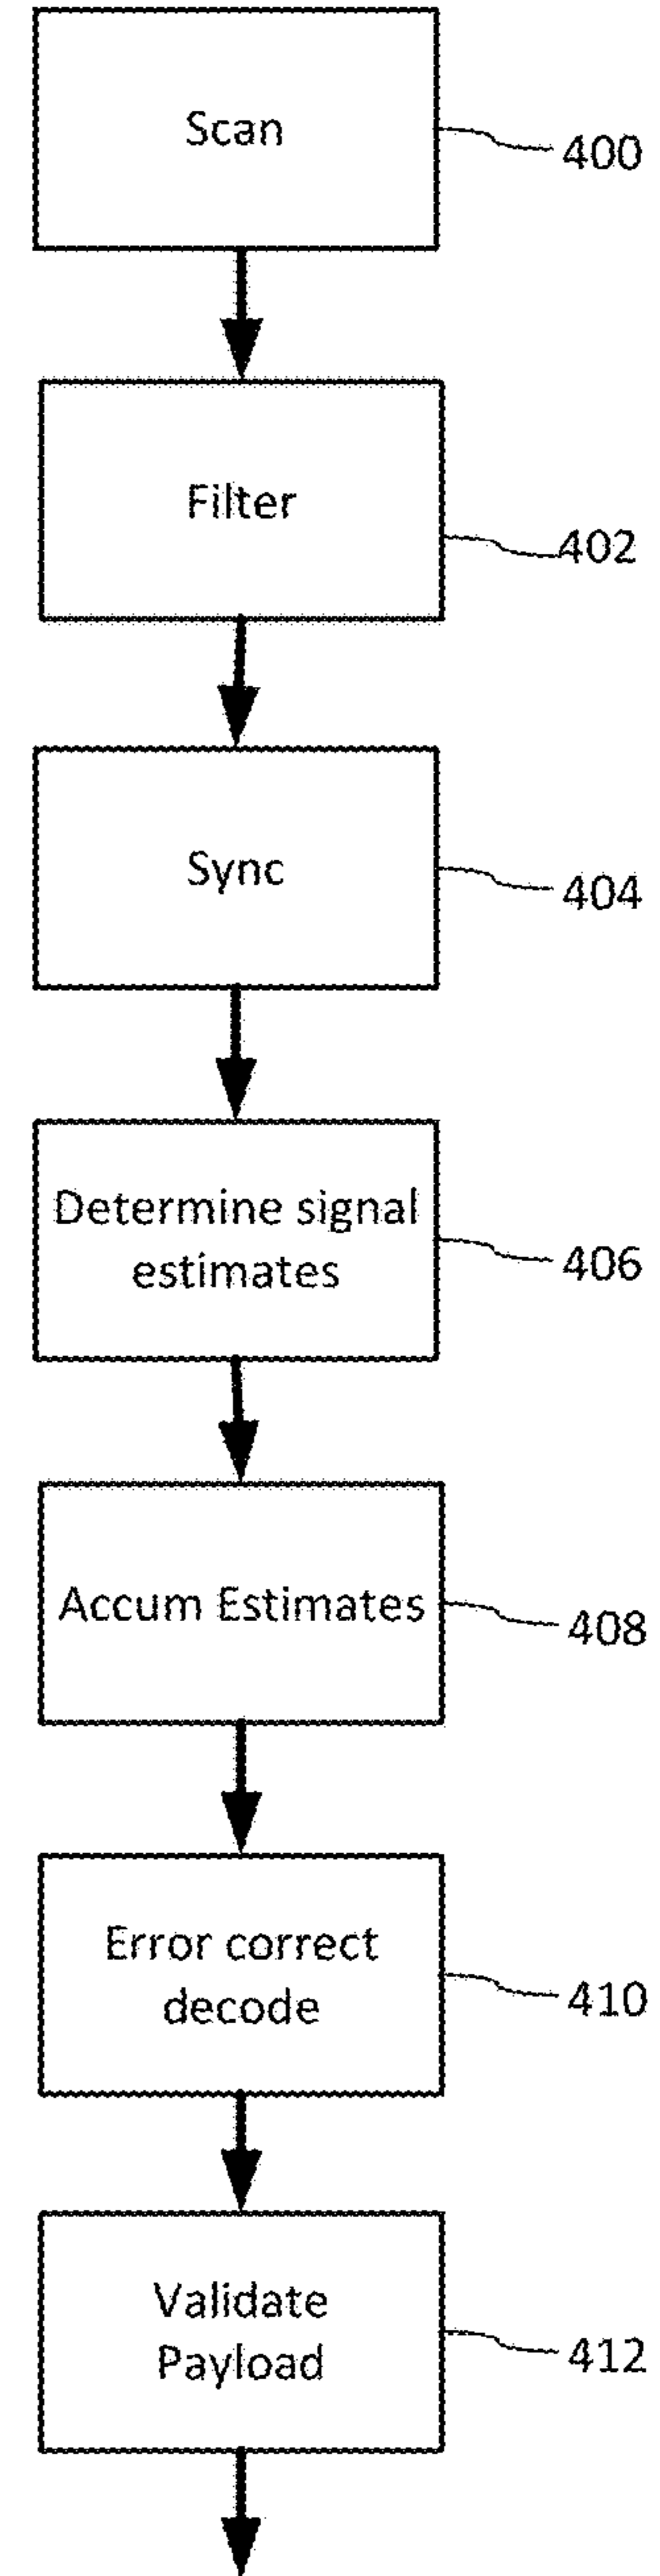 Scan
400
Filter
402
Sync
404
Determine signal
estimates
406
Accum Estimates
408
Error correct
decode
410
Validate
Payload
412